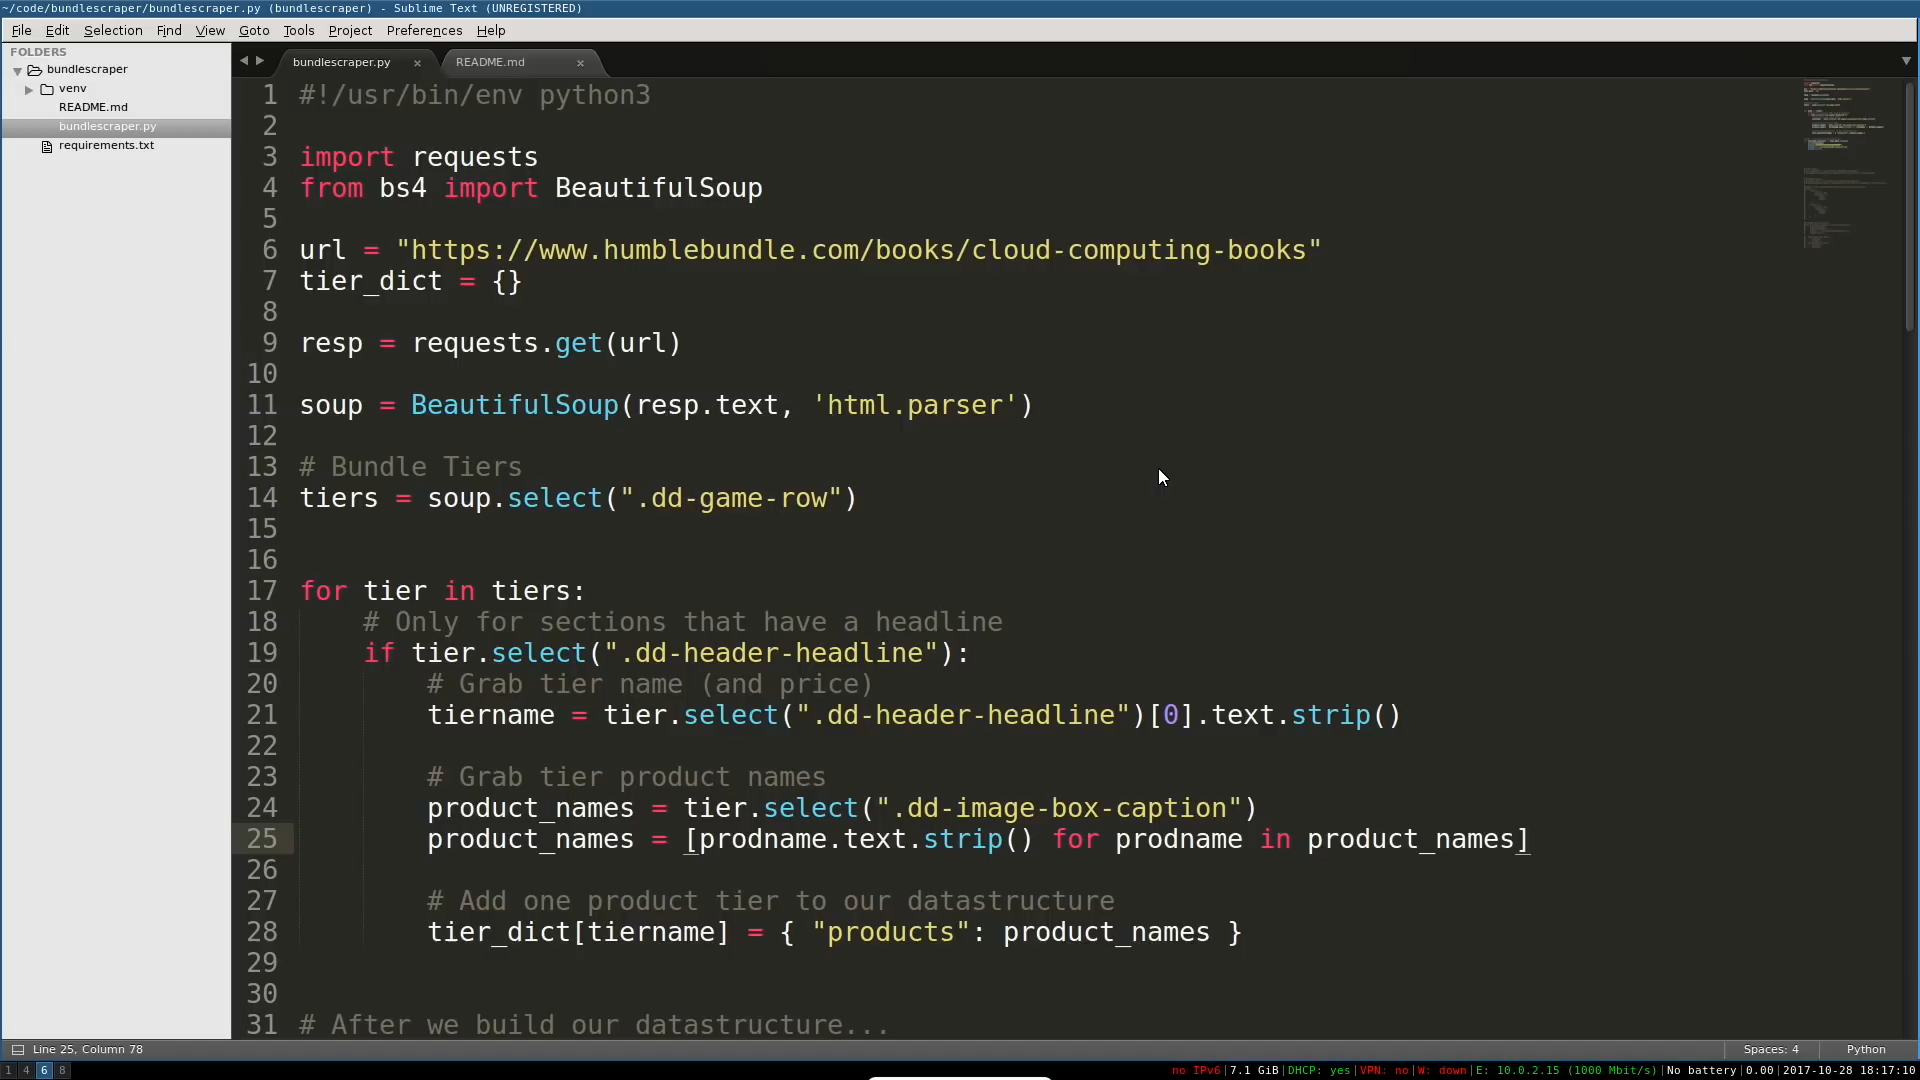 ~/code/bundlescraper/bundlescraper.py (bundlescraper) - Sublime Text (UNREGISTERED)
File Edit Selection Find View Goto Tools Project Preferences Help
FOLDERS
bundlescraper
venv
README.md
bundlescraper.py
requirements.txt
bundlescraper.py × README.md ×
1 #!/usr/bin/env python3
2
3 import requests
4 from bs4 import BeautifulSoup
5
6 url = "https://www.humblebundle.com/books/cloud-computing-books"
7 tier_dict = {}
8
9 resp = requests.get(url)
10
11 soup = BeautifulSoup(resp.text, 'html.parser')
12
13 # Bundle Tiers
14 tiers = soup.select(".dd-game-row")
15
16
17 for tier in tiers:
18     # Only for sections that have a headline
19     if tier.select(".dd-header-headline"):
20         # Grab tier name (and price)
21         tiername = tier.select(".dd-header-headline")[0].text.strip()
22
23         # Grab tier product names
24         product_names = tier.select(".dd-image-box-caption")
25         product_names = [prodname.text.strip() for prodname in product_names]
26
27         # Add one product tier to our datastructure
28         tier_dict[tiername] = { "products": product_names }
29
30
31 # After we build our datastructure...
Line 25, Column 78 Spaces: 4 Python
1 4 6 8 no IPv6|7.1 GiB|DHCP: yes|VPN: no|W: down|E: 10.0.2.15 (1000 Mbit/s)|No battery|0.00|2017-10-28 18:17:10